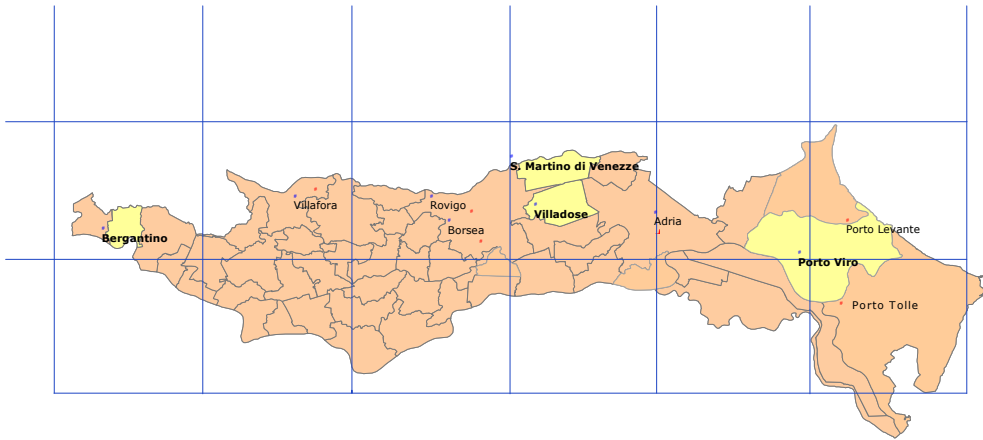 S. Martino di Venezze
Villafora
Rovigo
Villadose
Adria
Borsea
Porto Levante
Bergantino
Porto Viro
Porto Tolle